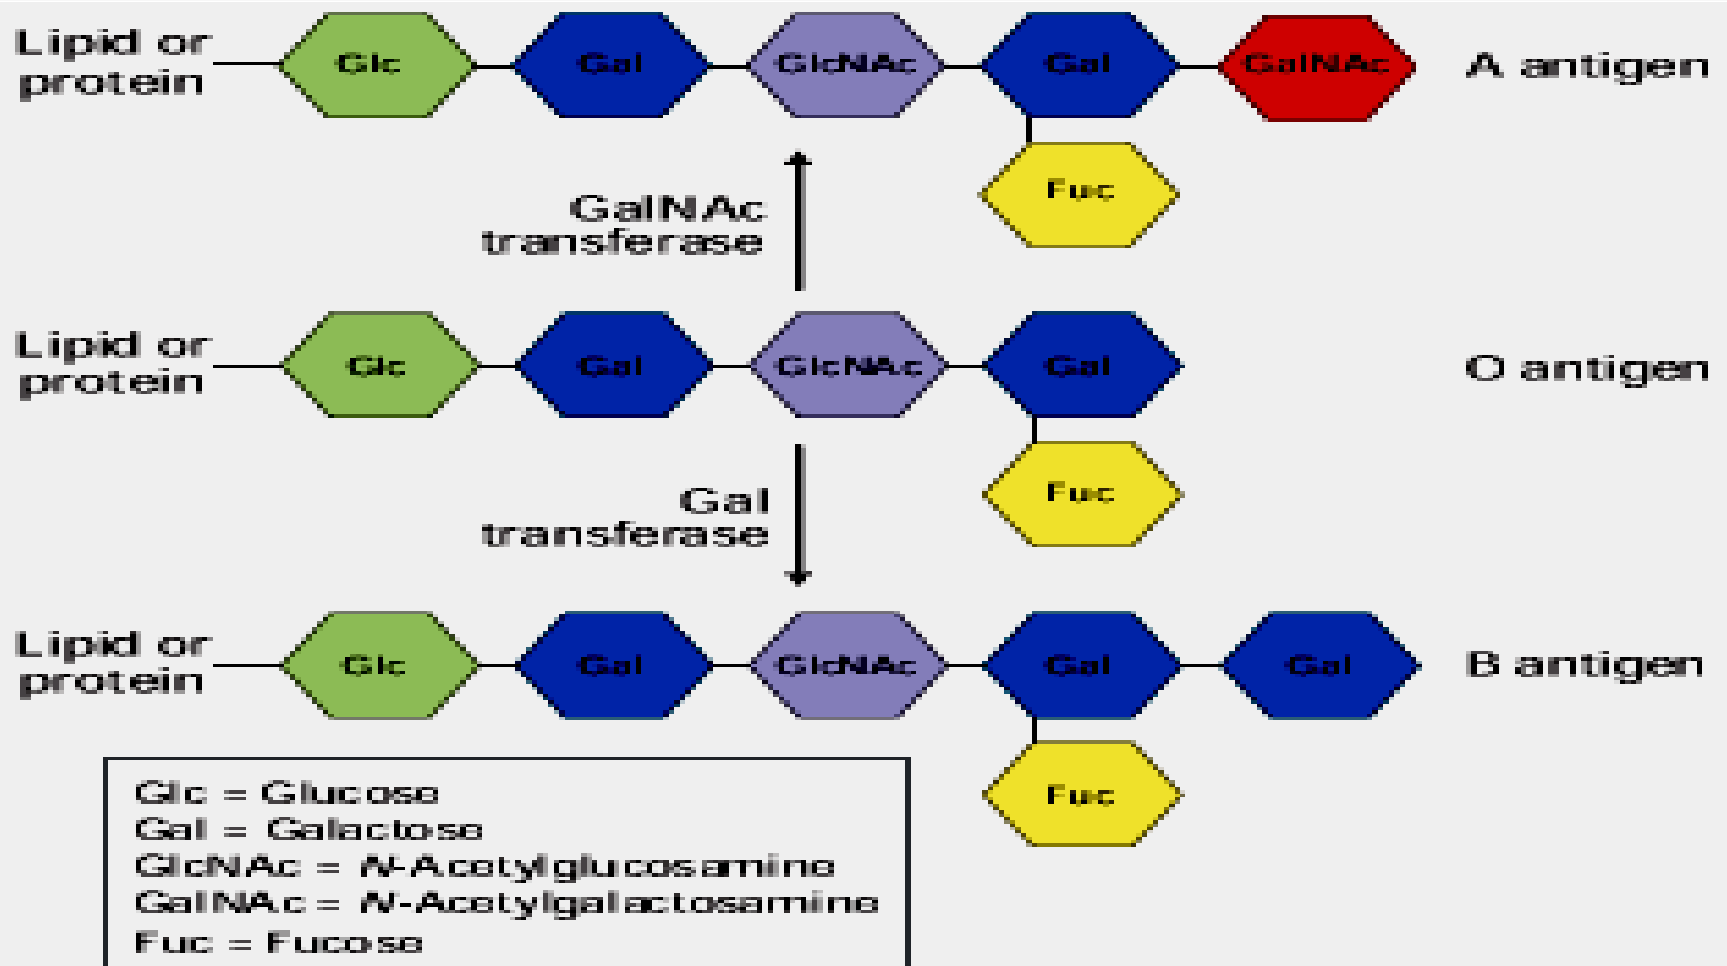 Lipid or
protein
Glc
Gal
GlcNAc
Gal
GalNAc
A antigen
Fuc
GalNAc
transferase
Lipid or
protein
Glc
Gal
GlcNAc
Gal
O antigen
Fuc
Gal
transferase
Lipid or
protein
Glc
Gal
GlcNAc
Gal
Gal
B antigen
Fuc
Glc = Glucose
Gal = Galactose
GlcNAc = N-Acetylglucosamine
GalNAc = N-Acetylgalactosamine
Fuc = Fucose